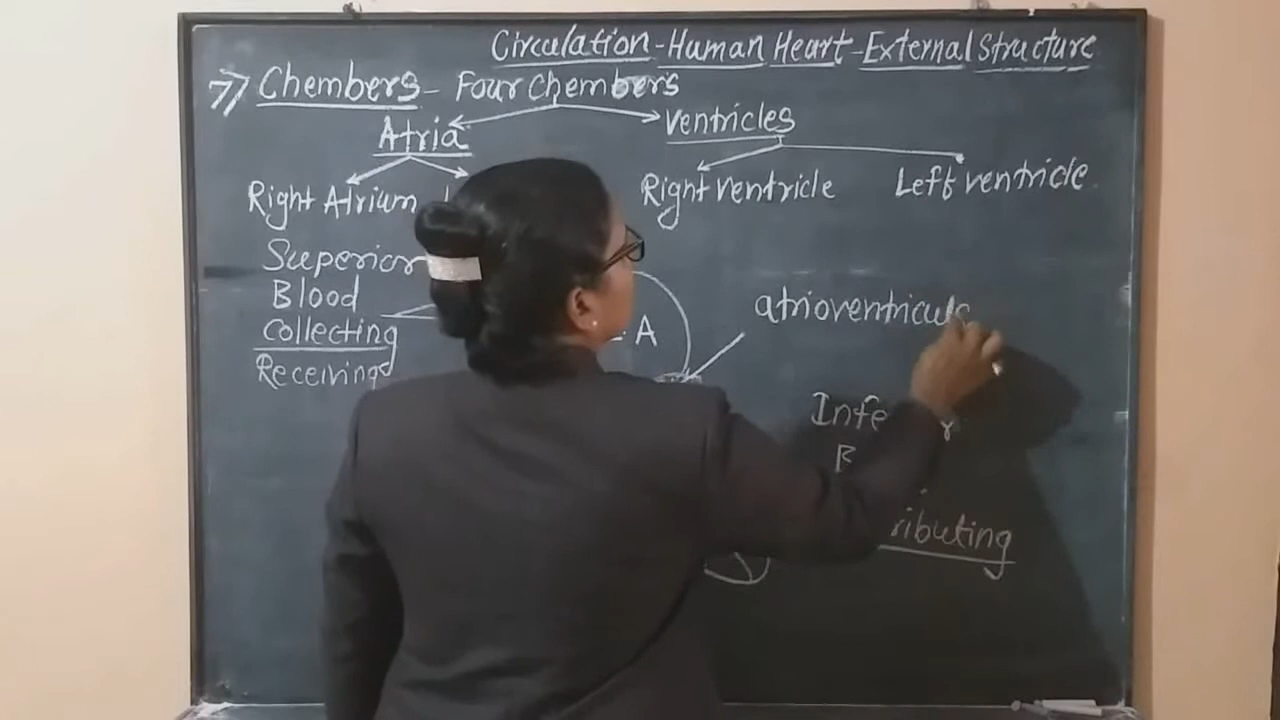 Circulation-Human Heart-External Structure
7) Chembers- Four Chembers
Atria Ventricles
Right Atrium Right Ventricle Left ventricle
Superior
Blood
collecting
Receiving
A
atrioventricula
ributing